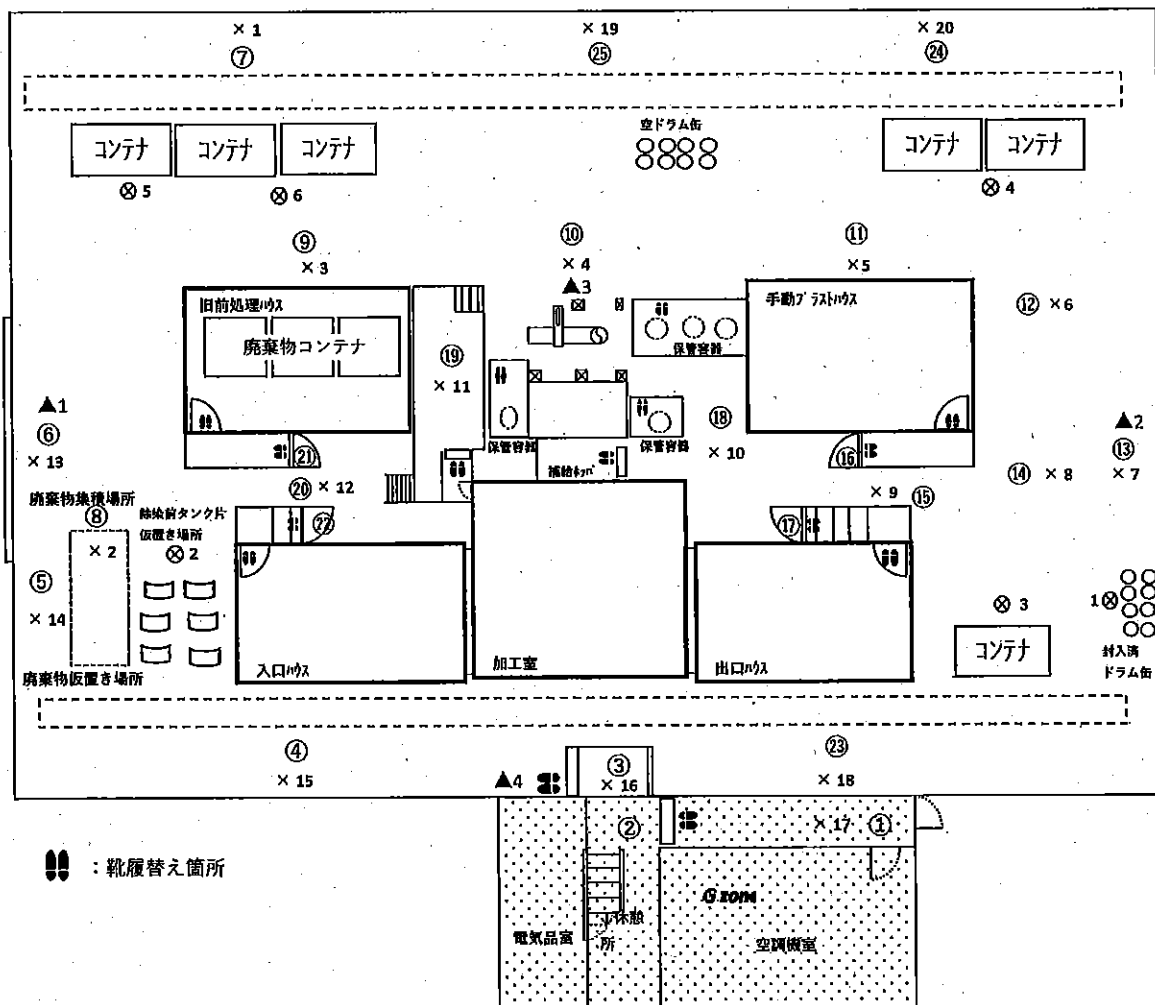 × 1
× 19
× 20
⑦
㉕
㉔
コンテナ
コンテナ
コンテナ
空ドラム缶
コンテナ
コンテナ
⊗ 5
⊗ 6
⊗ 4
⑨
⑩
⑪
× 3
× 4
× 5
▲3
旧前処理ハウス
手動ブラストハウス
⑫ × 6
廃棄物コンテナ
保管容器
⑲
× 11
▲1
▲2
⑥
⑱
⑬
保管容器
保管容器
× 13
㉑
× 10
⑯
⑭ × 8
× 7
⑳ × 12
× 9
⑮
廃棄物集積場所
⑧
除染前タンク片
仮置き場所
㉒
⑰
× 2
⊗ 2
⑤
× 14
⊗ 3
1⊗
コンテナ
封入済
ドラム缶
廃棄物仮置き場所
入口ハウス
加工室
出口ハウス
④
③
㉓
× 15
▲4
× 16
× 18
②
× 17
①
：靴履替え箇所
G zone
休憩
所
電気品室
空調機室